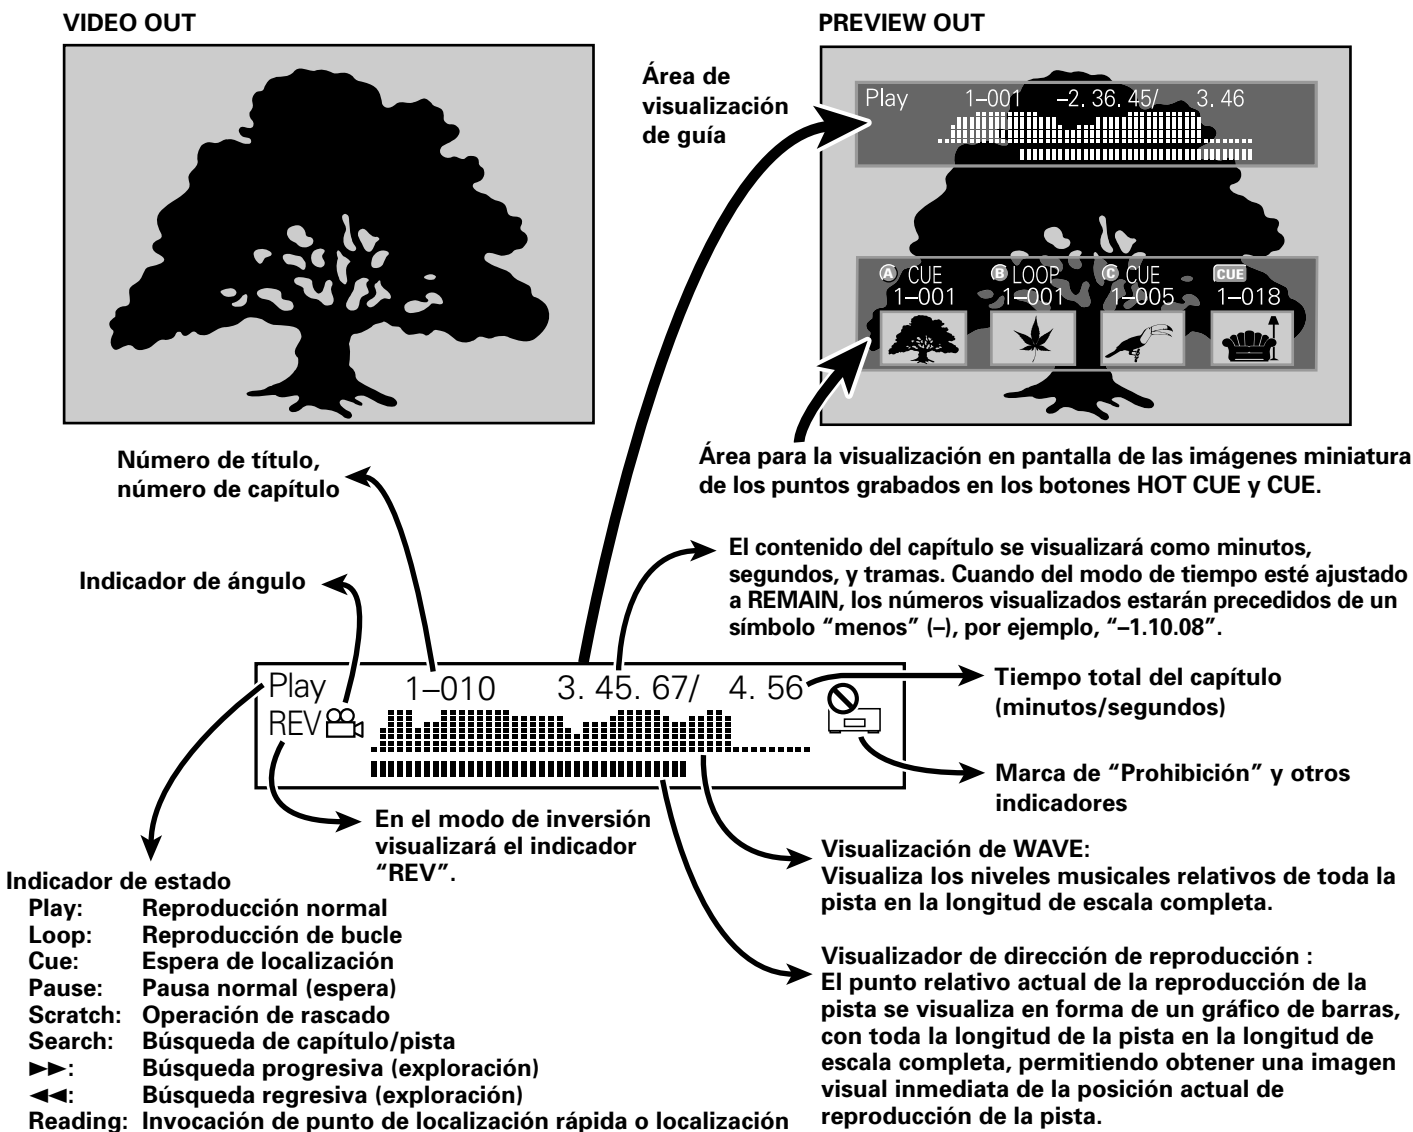 VIDEO OUT
PREVIEW OUT
Área de
visualización
de guía
Play 1–001 –2. 36. 45/ 3. 46
A CUE
1–001
B LOOP
1–001
C CUE
1–005
CUE
1–018
Área para la visualización en pantalla de las imágenes miniatura
de los puntos grabados en los botones HOT CUE y CUE.
Número de título,
número de capítulo
Indicador de ángulo
El contenido del capítulo se visualizará como minutos,
segundos, y tramas. Cuando del modo de tiempo esté ajustado
a REMAIN, los números visualizados estarán precedidos de un
símbolo “menos” (–), por ejemplo, “–1.10.08”.
Play 1–010 3. 45. 67/ 4. 56
REV
Tiempo total del capítulo
(minutos/segundos)
Marca de “Prohibición” y otros
indicadores
En el modo de inversión
visualizará el indicador
“REV”.
Visualización de WAVE:
Visualiza los niveles musicales relativos de toda la
pista en la longitud de escala completa.
Visualizador de dirección de reproducción :
El punto relativo actual de la reproducción de la
pista se visualiza en forma de un gráfico de barras,
con toda la longitud de la pista en la longitud de
escala completa, permitiendo obtener una imagen
visual inmediata de la posición actual de
reproducción de la pista.
Indicador de estado
Play: Reproducción normal
Loop: Reproducción de bucle
Cue: Espera de localización
Pause: Pausa normal (espera)
Scratch: Operación de rascado
Search: Búsqueda de capítulo/pista
►►: Búsqueda progresiva (exploración)
◄◄: Búsqueda regresiva (exploración)
Reading: Invocación de punto de localización rápida o localización